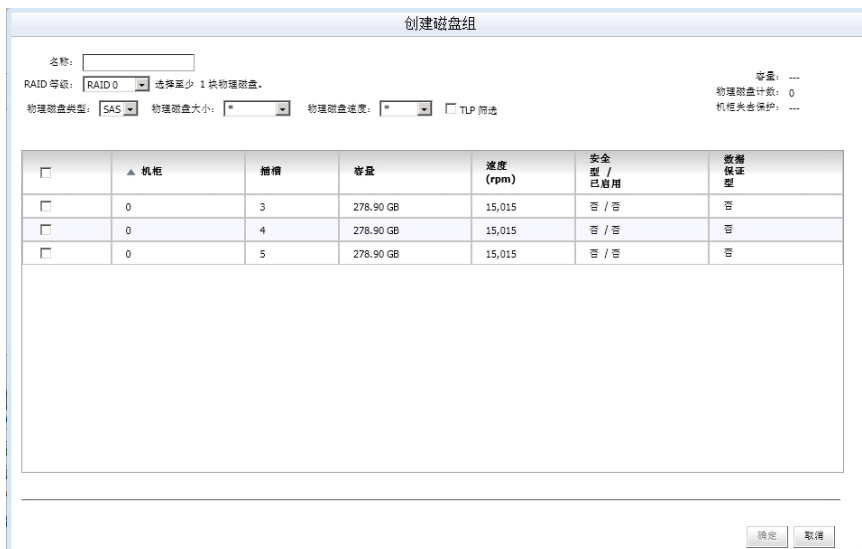 创建磁盘组
名称:
RAID 等级: RAID 0 选择至少 1 块物理磁盘.
物理磁盘类型: SAS 物理磁盘大小: * 物理磁盘速度: * TLP 筛选
容量: ---
物理磁盘计数: 0
机柜失去保护: ---
机柜 插槽 容量 速度 (rpm) 安全型 / 已启用 数据保证型
0 3 278.90 GB 15,015 否 / 否 否
0 4 278.90 GB 15,015 否 / 否 否
0 5 278.90 GB 15,015 否 / 否 否
确定 取消